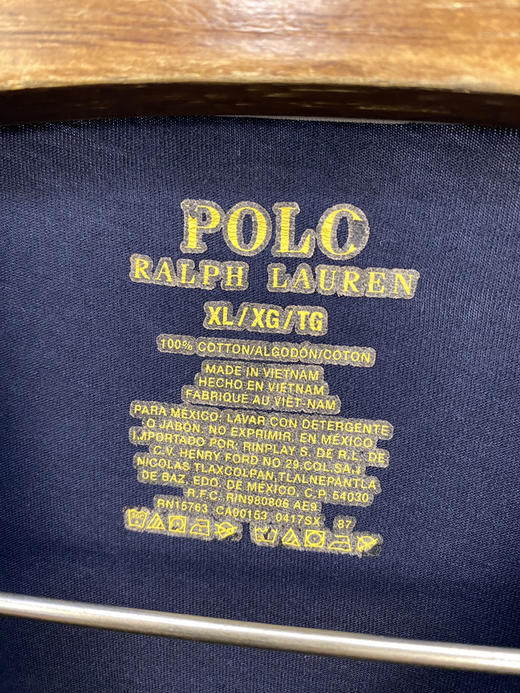 POLO
RALPH LAUREN
XL/XG/TG
100% COTTON/ALGODÓN/COTON
MADE IN VIETNAM
HECHO EN VIETNAM
FABRIQUÉ AU VIÊT-NAM
PARA MÉXICO: LAVAR CON DETERGENTE
O JABÓN. NO EXPRIMIR. EN MÉXICO
IMPORTADO POR: RINPLAY S. DE R.L. DE
C.V. HENRY FORD NO 29,COL.SAN
NICOLAS TLAXCOLPAN,TLALNEPANTLA
DE BAZ, EDO. DE MÉXICO, C.P. 54030
R.F.C. RIN980806 AE9
RN15763 CA00153 0417SX 87